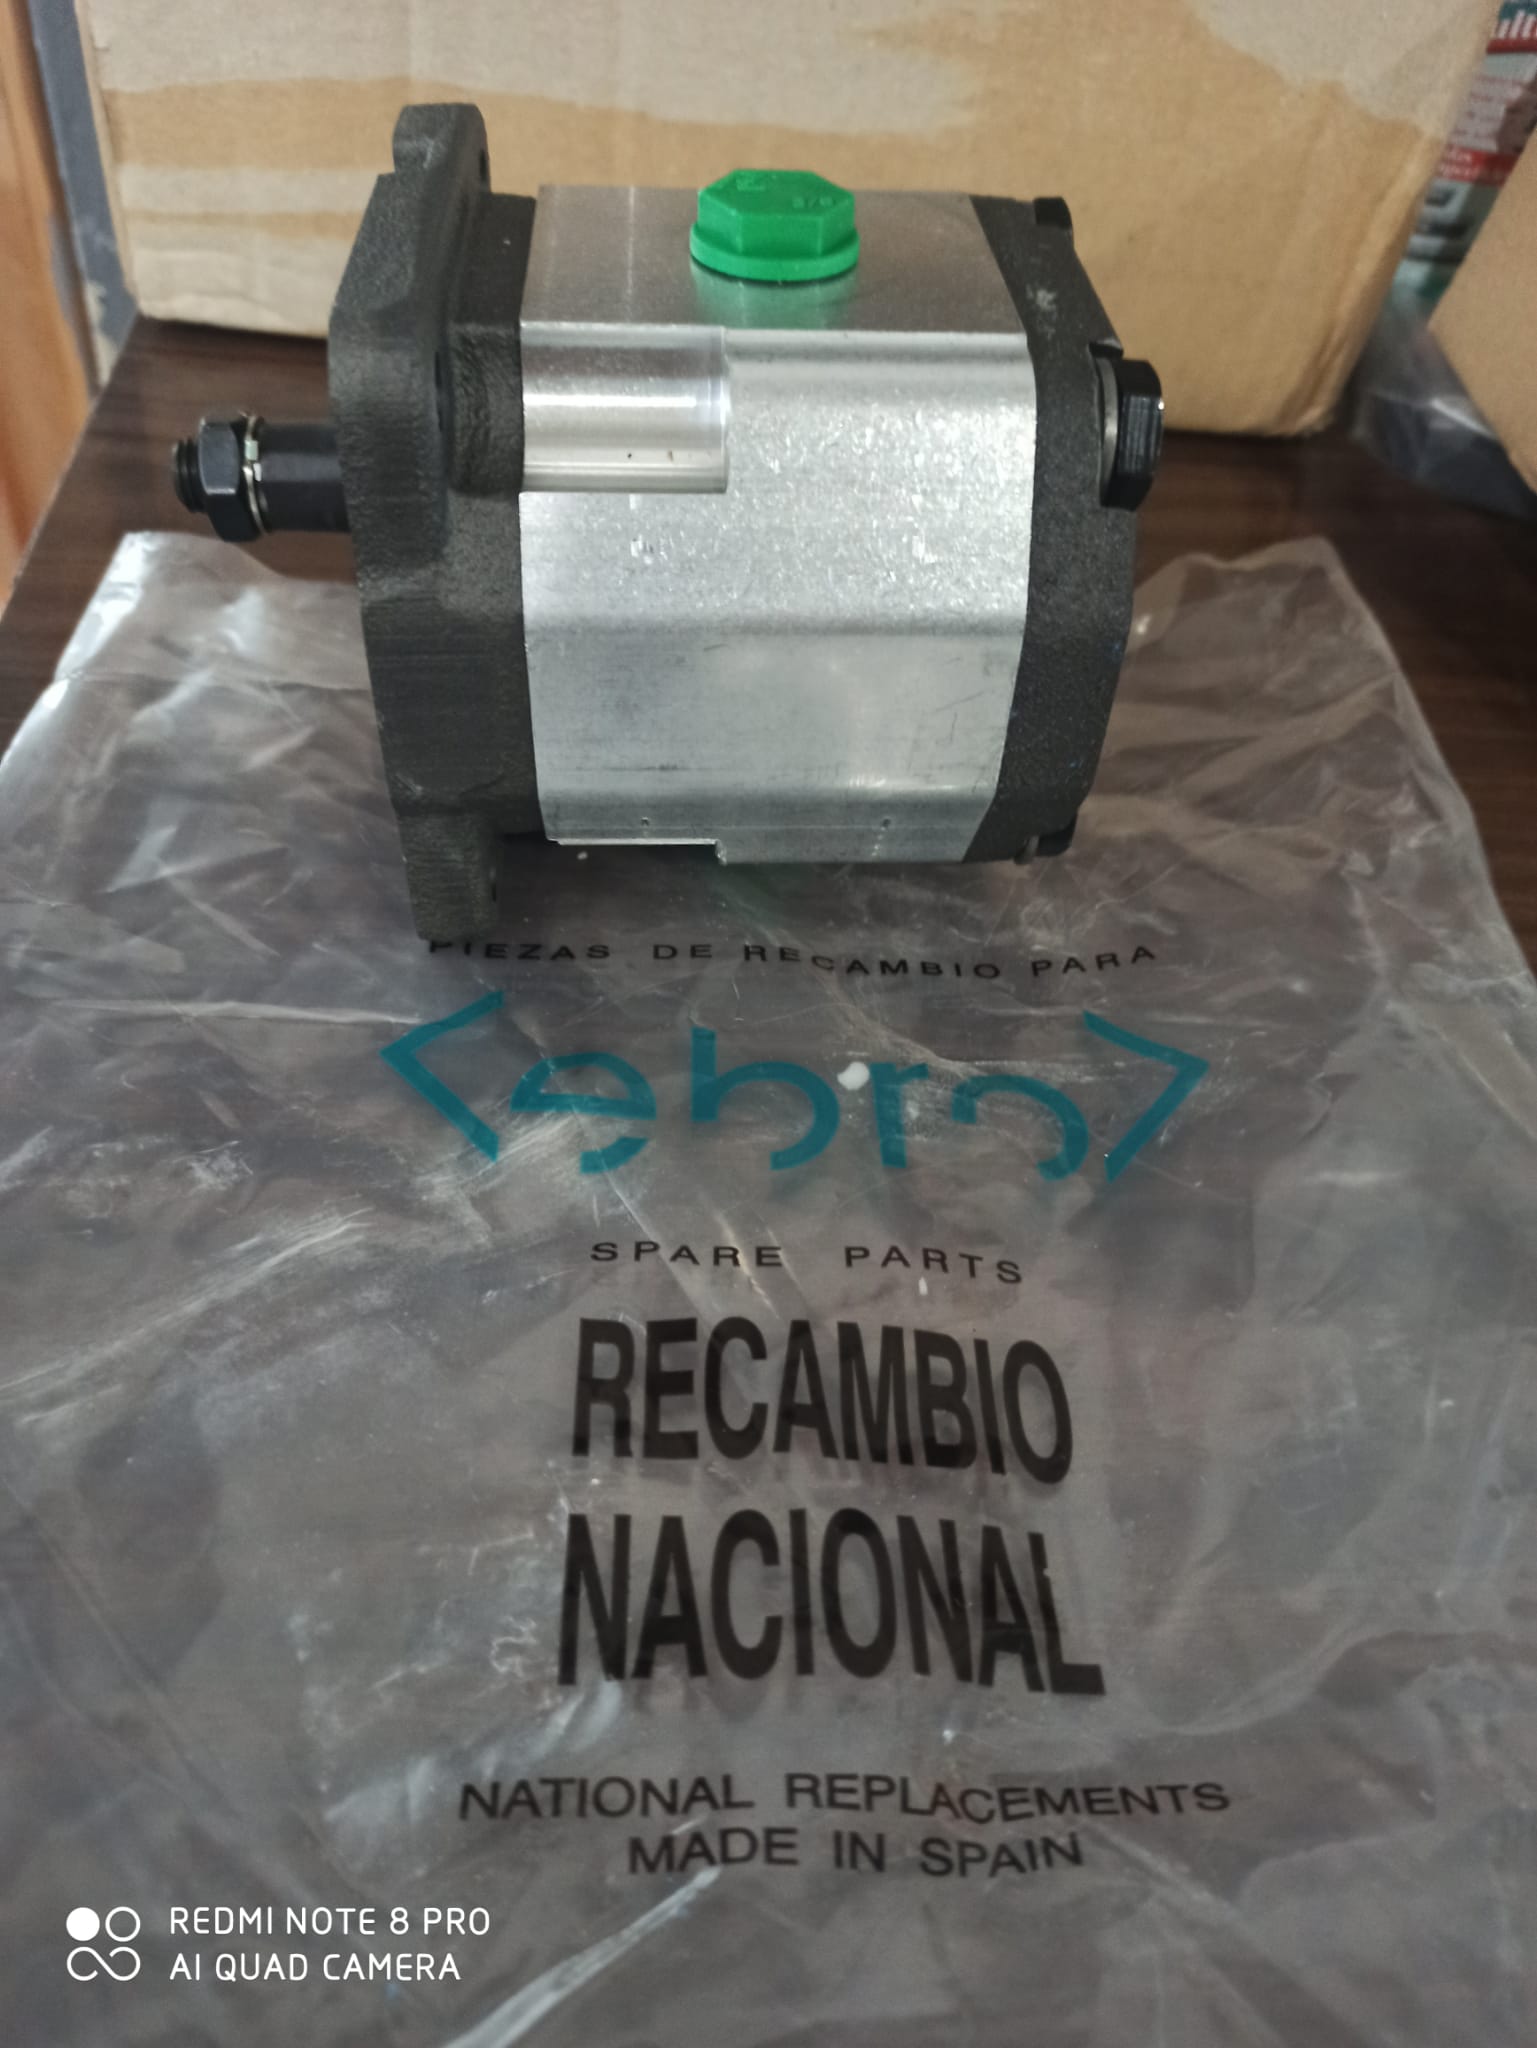 PIEZAS DE RECAMBIO PARA
ebro
SPARE PARTS
RECAMBIO
NACIONAL
NATIONAL REPLACEMENTS
MADE IN SPAIN
REDMI NOTE 8 PRO
AI QUAD CAMERA